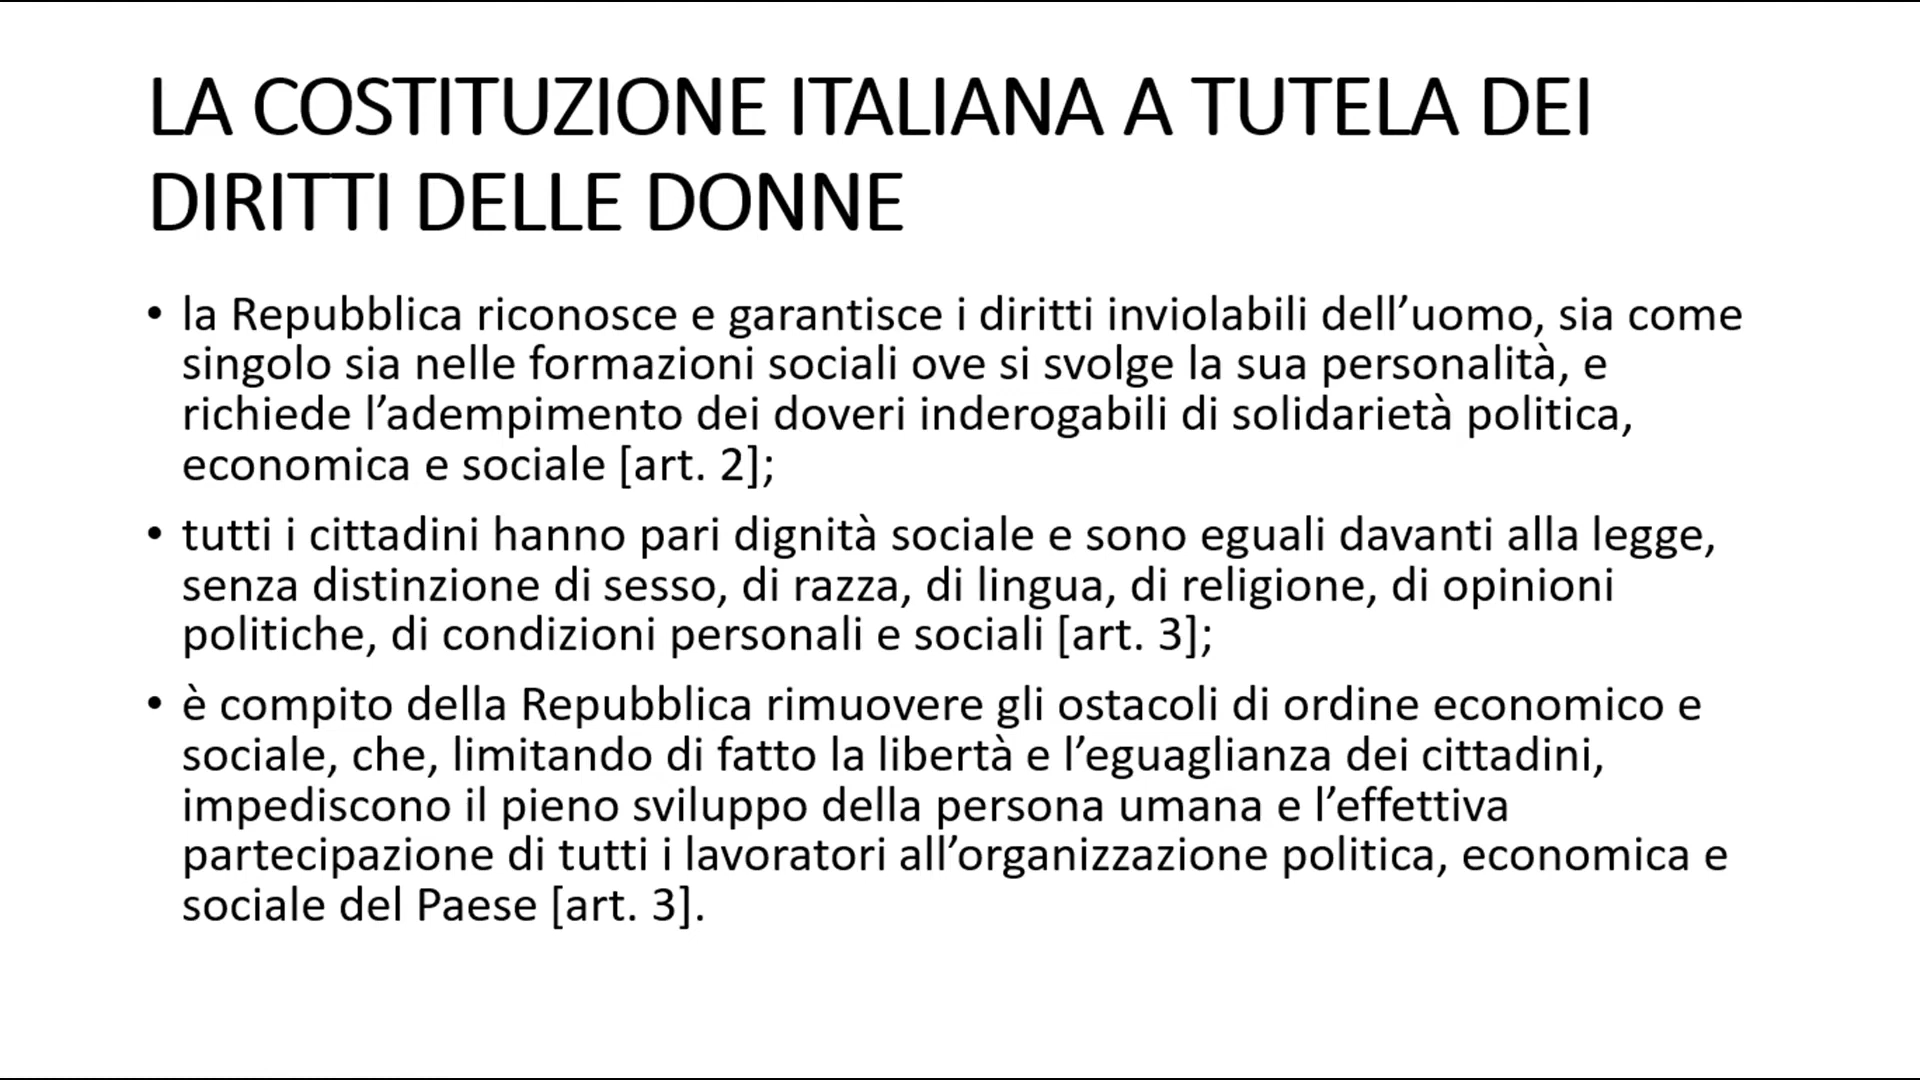 LA COSTITUZIONE ITALIANA A TUTELA DEI
DIRITTI DELLE DONNE
• la Repubblica riconosce e garantisce i diritti inviolabili dell’uomo, sia come
singolo sia nelle formazioni sociali ove si svolge la sua personalità, e
richiede l’adempimento dei doveri inderogabili di solidarietà politica,
economica e sociale [art. 2];
• tutti i cittadini hanno pari dignità sociale e sono eguali davanti alla legge,
senza distinzione di sesso, di razza, di lingua, di religione, di opinioni
politiche, di condizioni personali e sociali [art. 3];
• è compito della Repubblica rimuovere gli ostacoli di ordine economico e
sociale, che, limitando di fatto la libertà e l’eguaglianza dei cittadini,
impediscono il pieno sviluppo della persona umana e l’effettiva
partecipazione di tutti i lavoratori all’organizzazione politica, economica e
sociale del Paese [art. 3].